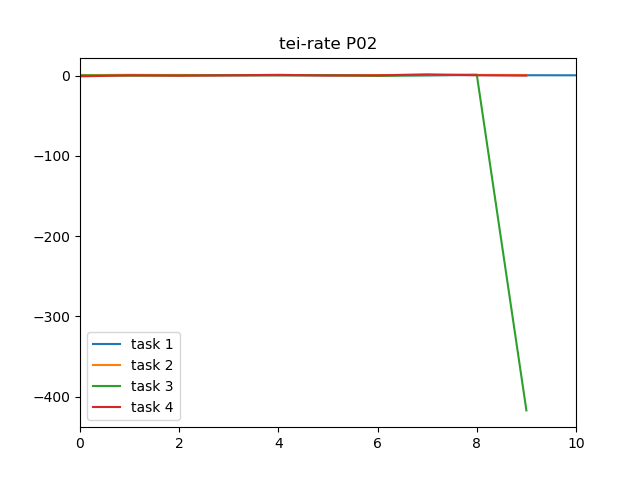 tei-rate P02
0
−100
−200
−300
−400
task 1
task 2
task 3
task 4
0 2 4 6 8 10